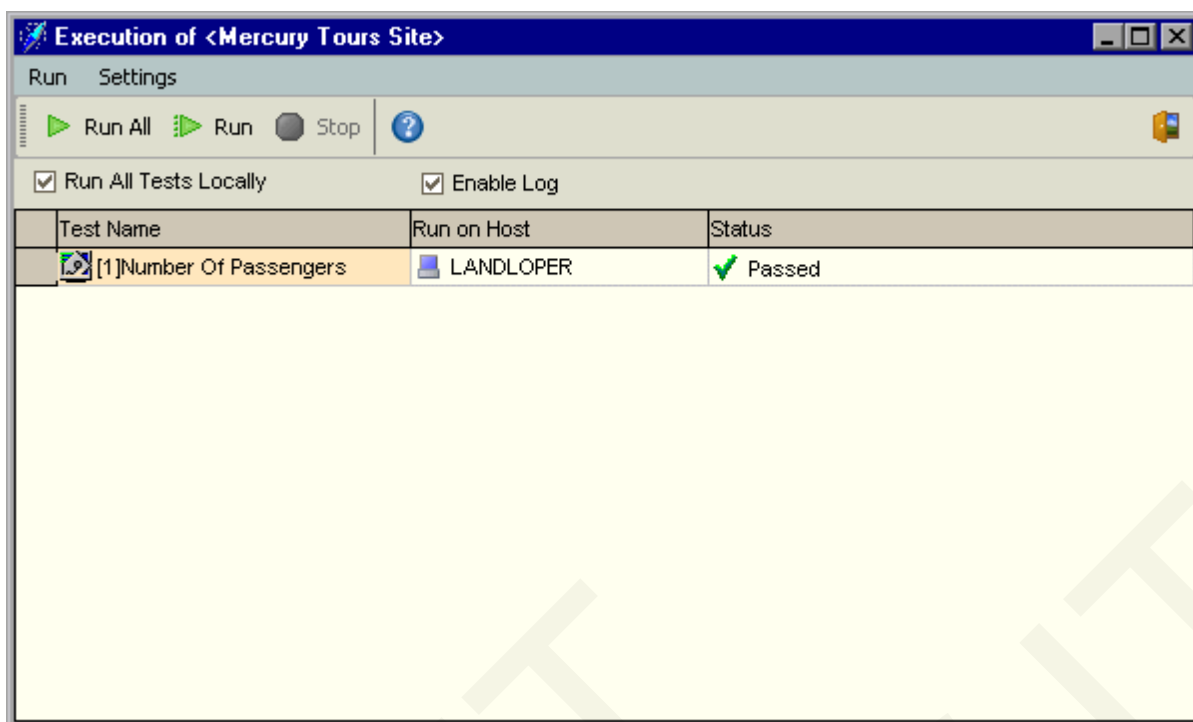 Execution of <Mercury Tours Site>
Run Settings
Run All Run Stop
Run All Tests Locally Enable Log
Test Name Run on Host Status
[1]Number Of Passengers LANDLOPER Passed